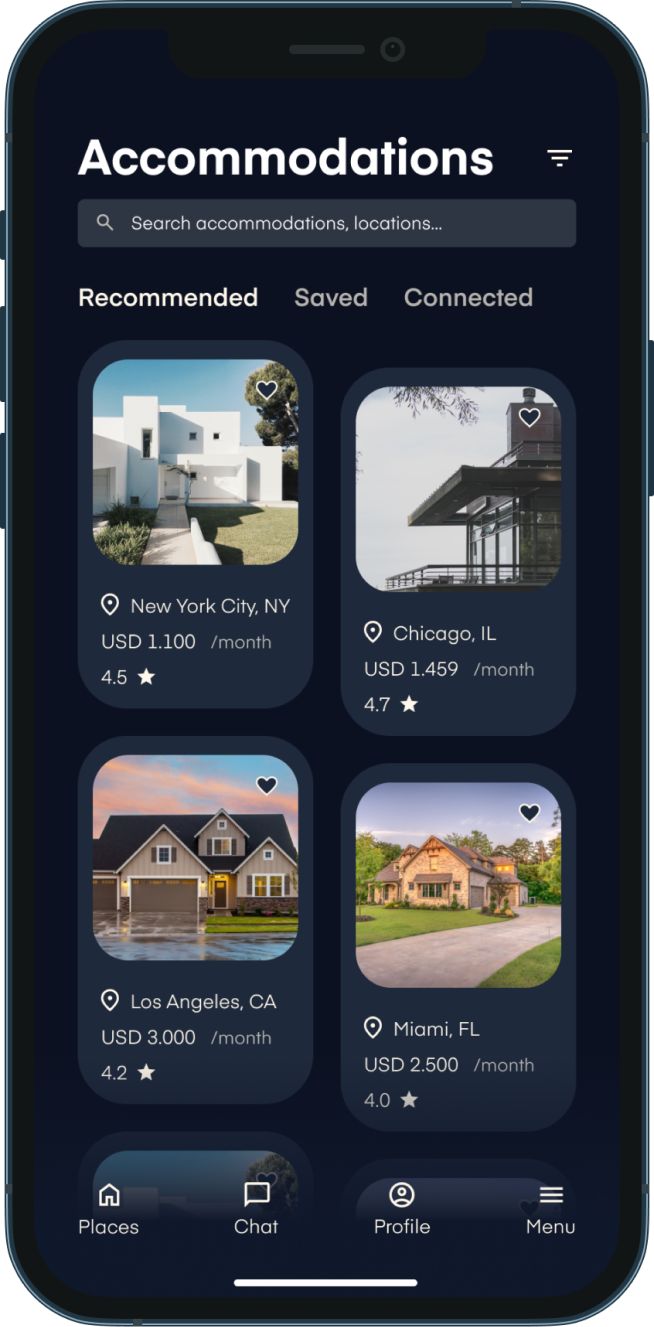 Accommodations
Search accommodations, locations...
Recommended Saved Connected
New York City, NY
USD 1.100 /month
4.5
Chicago, IL
USD 1.459 /month
4.7
Los Angeles, CA
USD 3.000 /month
4.2
Miami, FL
USD 2.500 /month
4.0
Places Chat Profile Menu